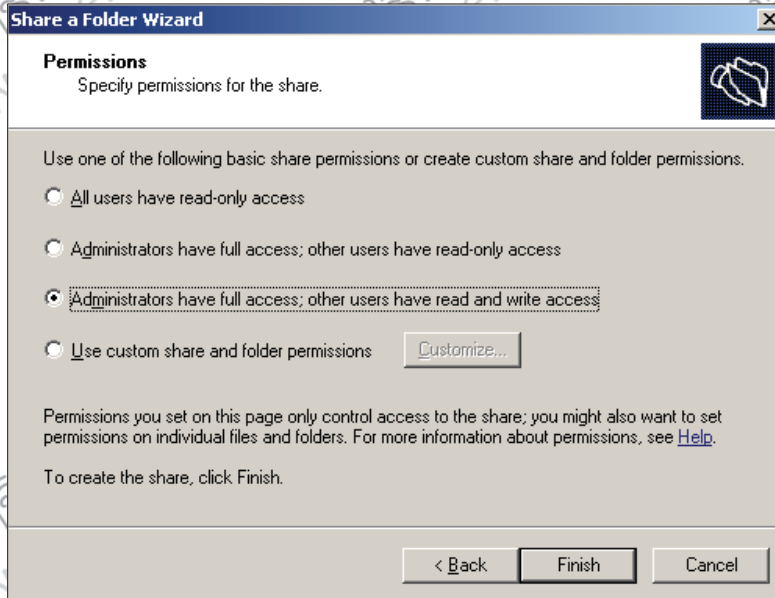 Share a Folder Wizard
Permissions
Specify permissions for the share.
Use one of the following basic share permissions or create custom share and folder permissions.
All users have read-only access
Administrators have full access; other users have read-only access
Administrators have full access; other users have read and write access
Use custom share and folder permissions Customize...
Permissions you set on this page only control access to the share; you might also want to set
permissions on individual files and folders. For more information about permissions, see Help.
To create the share, click Finish.
< Back Finish Cancel